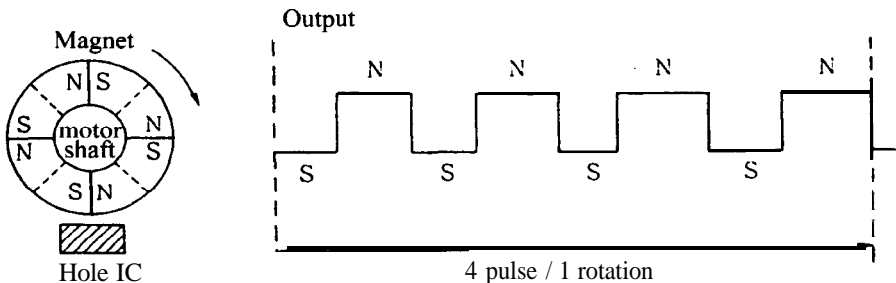 Output
Magnet
N S
S N
motor
shaft
N S
S N
Hole IC
N N N N
S S S S
4 pulse / 1 rotation